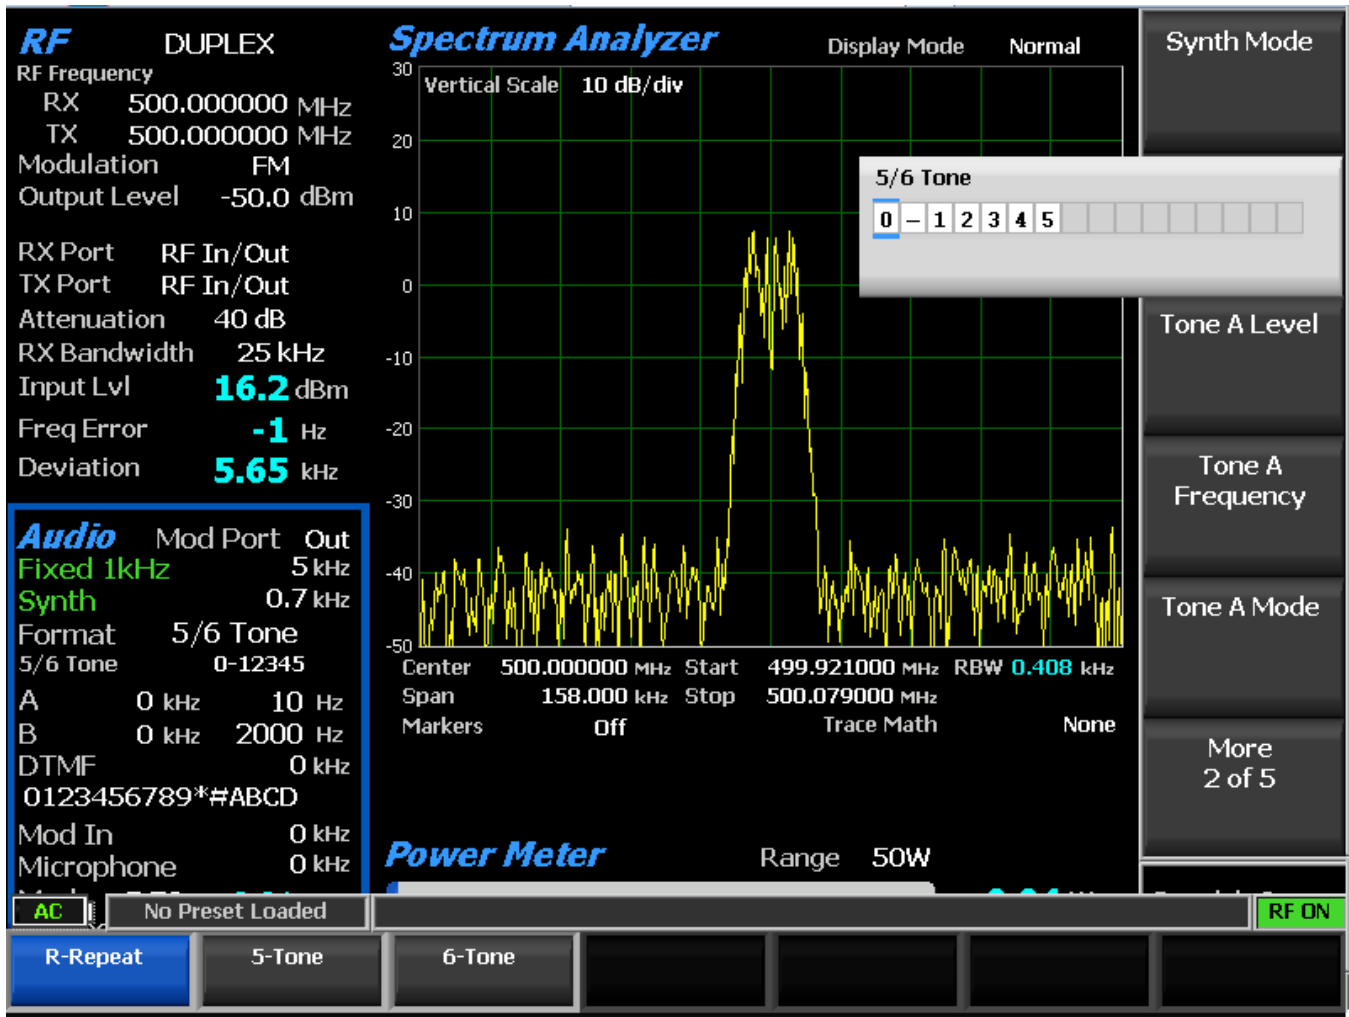 RF DUPLEX
RF Frequency
RX 500.000000 MHz
TX 500.000000 MHz
Modulation FM
Output Level -50.0 dBm
RX Port RF In/Out
TX Port RF In/Out
Attenuation 40 dB
RX Bandwidth 25 kHz
Input Lvl 16.2 dBm
Freq Error -1 Hz
Deviation 5.65 kHz
Audio Mod Port Out
Fixed 1kHz 5 kHz
Synth 0.7 kHz
Format 5/6 Tone
5/6 Tone 0-12345
A 0 kHz 10 Hz
B 0 kHz 2000 Hz
DTMF 0 kHz
0123456789*#ABCD
Mod In 0 kHz
Microphone 0 kHz
Spectrum Analyzer Display Mode Normal
Vertical Scale 10 dB/div
30
20
10
0
-10
-20
-30
-40
-50
Center 500.000000 MHz Start 499.921000 MHz RBW 0.408 kHz
Span 158.000 kHz Stop 500.079000 MHz
Markers Off Trace Math None
Power Meter Range 50W
5/6 Tone
0-12345
Synth Mode
Tone A Level
Tone A
Frequency
Tone A Mode
More
2 of 5
AC No Preset Loaded RF ON
R-Repeat 5-Tone 6-Tone